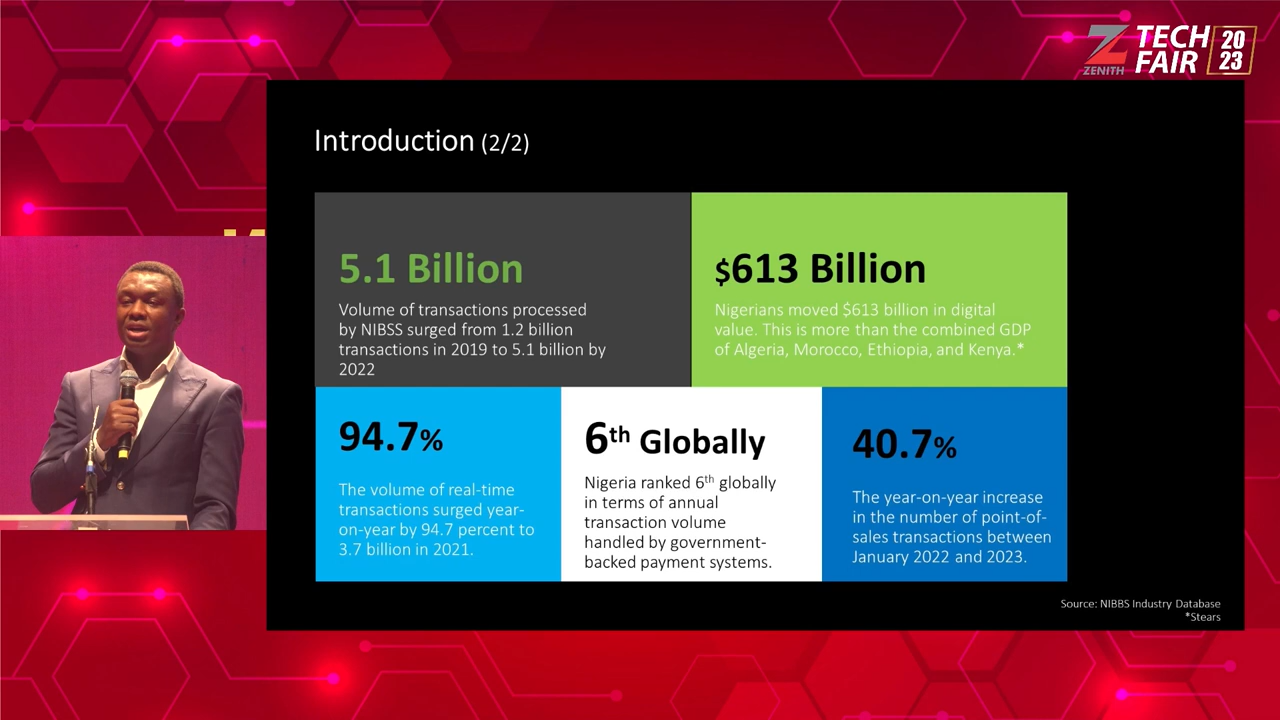 ZENITH
TECH
FAIR
20
23
Introduction (2/2)
5.1 Billion
Volume of transactions processed
by NIBSS surged from 1.2 billion
transactions in 2019 to 5.1 billion by
2022
$613 Billion
Nigerians moved $613 billion in digital
value. This is more than the combined GDP
of Algeria, Morocco, Ethiopia, and Kenya.*
94.7%
The volume of real-time
transactions surged year-
on-year by 94.7 percent to
3.7 billion in 2021.
6th Globally
Nigeria ranked 6th globally
in terms of annual
transaction volume
handled by government-
backed payment systems.
40.7%
The year-on-year increase
in the number of point-of-
sales transactions between
January 2022 and 2023.
Source: NIBBS Industry Database
*Stears